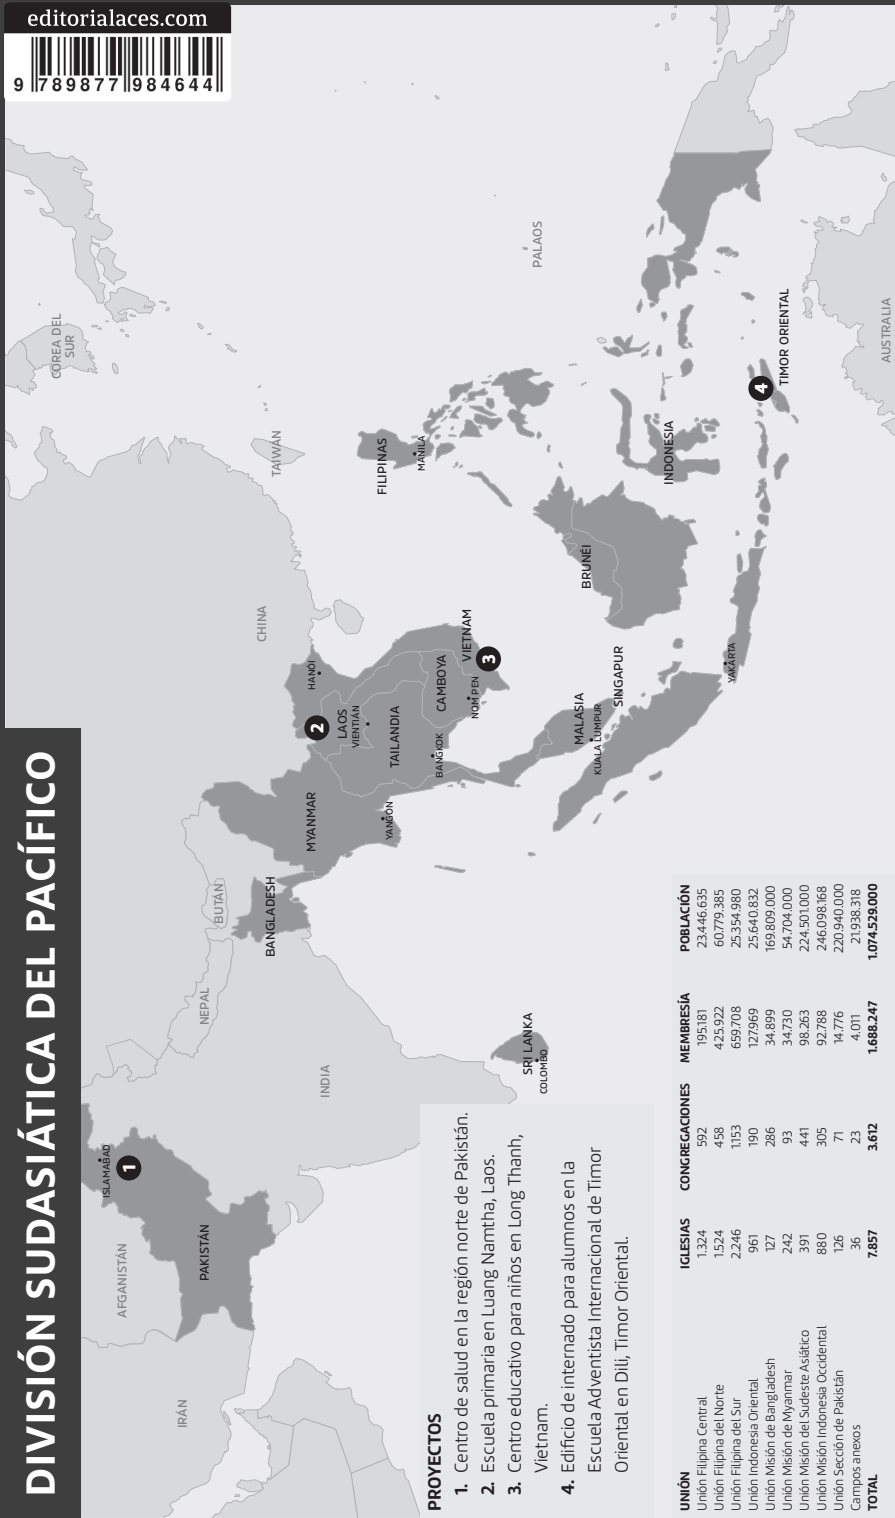 editorialaces.com
9 789877 984644
DIVISIÓN SUDASIÁTICA DEL PACÍFICO
COREA DEL
SUR
TAIWÁN
CHINA
PALAOS
AUSTRALIA
BUTÁN
NEPAL
INDIA
AFGANISTÁN
IRÁN
ISLAMABAD
1
PAKISTÁN
BANGLADESH
MYANMAR
YANGÓN
HANÓI
2
LAOS
VIENTIÁN
TAILANDIA
BANGKOK
CAMBOYA
NOM PEN
VIETNAM
3
FILIPINAS
MANILA
BRUNÉI
MALASIA
KUALA LUMPUR
SINGAPUR
INDONESIA
YAKARTA
4
TIMOR ORIENTAL
SRI LANKA
COLOMBO
PROYECTOS
1. Centro de salud en la región norte de Pakistán.
2. Escuela primaria en Luang Namtha, Laos.
3. Centro educativo para niños en Long Thanh,
Vietnam.
4. Edificio de internado para alumnos en la
Escuela Adventista Internacional de Timor
Oriental en Dili, Timor Oriental.
UNIÓN IGLESIAS CONGREGACIONES MEMBRESÍA POBLACIÓN
Unión Filipina Central 1.324 592 195.181 23.446.635
Unión Filipina del Norte 1.524 458 425.922 60.779.385
Unión Filipina del Sur 2.246 1.153 659.708 25.354.980
Unión Indonesia Oriental 961 190 127.969 25.640.832
Unión Misión de Bangladesh 127 286 34.899 169.809.000
Unión Misión de Myanmar 242 93 34.730 54.704.000
Unión Misión del Sudeste Asiático 391 441 98.263 224.501.000
Unión Misión Indonesia Occidental 880 305 92.788 246.098.168
Unión Sección de Pakistán 126 71 14.776 220.940.000
Campos anexos 36 23 4.011 21.938.318
TOTAL 7.857 3.612 1.688.247 1.074.529.000